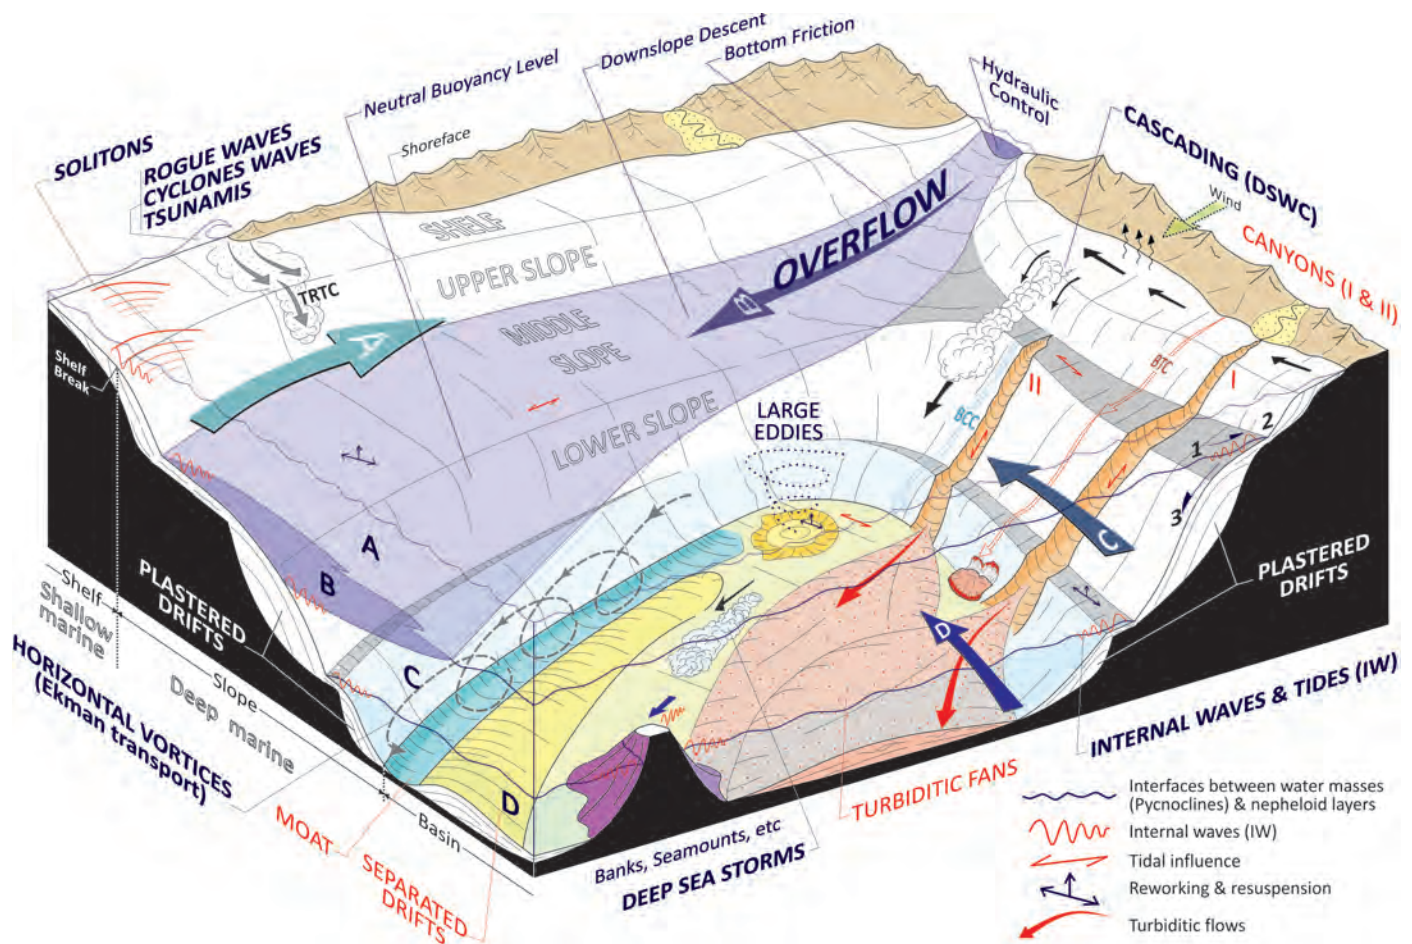 Neutral Buoyancy Level
Downslope Descent
Bottom Friction
Hydraulic
Control
CASCADING (DSWC)
Wind
CANYONS (I & II)
SOLITONS
ROGUE WAVES
CYCLONES WAVES
TSUNAMIS
Shoreface
SHELF
UPPER SLOPE
MIDDLE
SLOPE
LOWER SLOPE
OVERFLOW
B
TRTC
A
Shelf
Break
LARGE
EDDIES
BCC
BTC
II
I
1
2
3
C
D
A
B
C
D
PLASTERED
DRIFTS
PLASTERED
DRIFTS
Shelf
Shallow
marine
Slope
Deep marine
Basin
HORIZONTAL VORTICES
(Ekman transport)
MOAT
SEPARATED
DRIFTS
Banks, Seamounts, etc
DEEP SEA STORMS
TURBIDITIC FANS
INTERNAL WAVES & TIDES (IW)
Interfaces between water masses
(Pycnoclines) & nepheloid layers
Internal waves (IW)
Tidal influence
Reworking & resuspension
Turbiditic flows